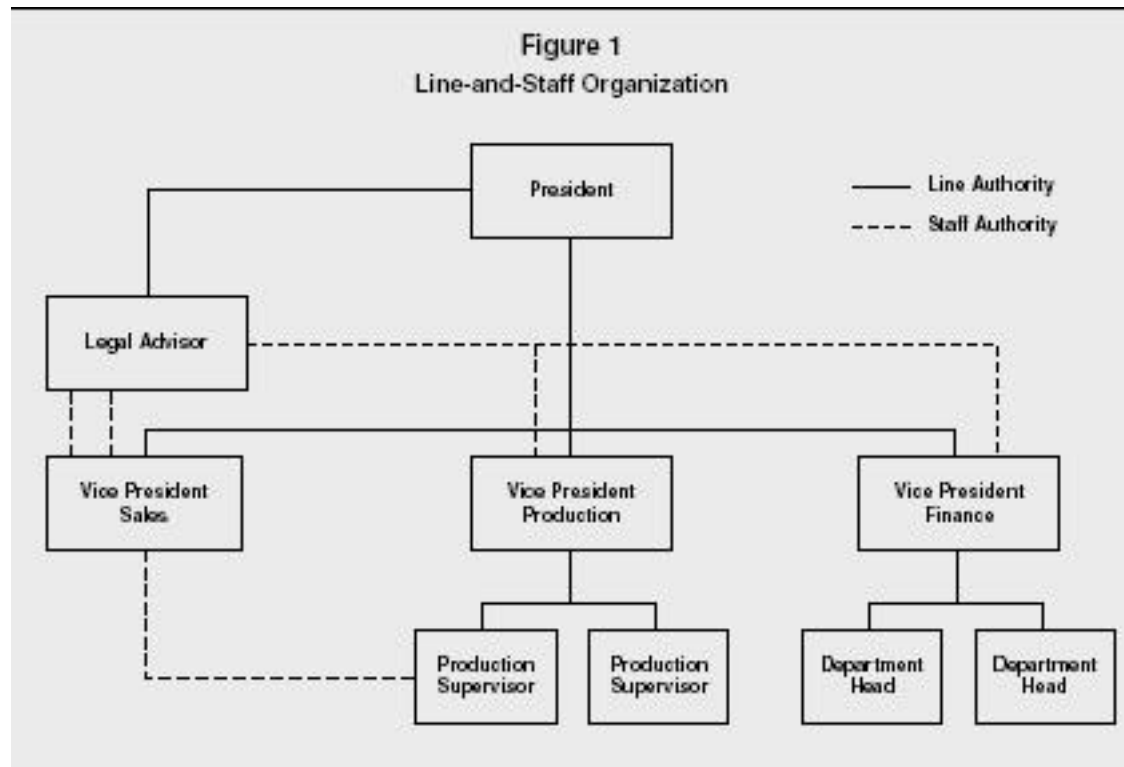 Figure 1
Line-and-Staff Organization
President
Line Authority
Staff Authority
Legal Advisor
Vice President
Sales
Vice President
Production
Vice President
Finance
Production
Supervisor
Production
Supervisor
Department
Head
Department
Head